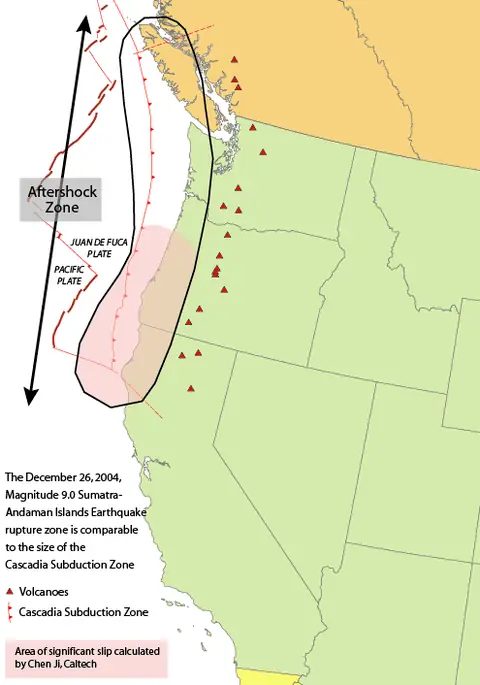 Aftershock
Zone
JUAN DE FUCA
PLATE
PACIFIC
PLATE
The December 26, 2004,
Magnitude 9.0 Sumatra-
Andaman Islands Earthquake
rupture zone is comparable
to the size of the
Cascadia Subduction Zone
Volcanoes
Cascadia Subduction Zone
Area of significant slip calculated
by Chen Ji, Caltech